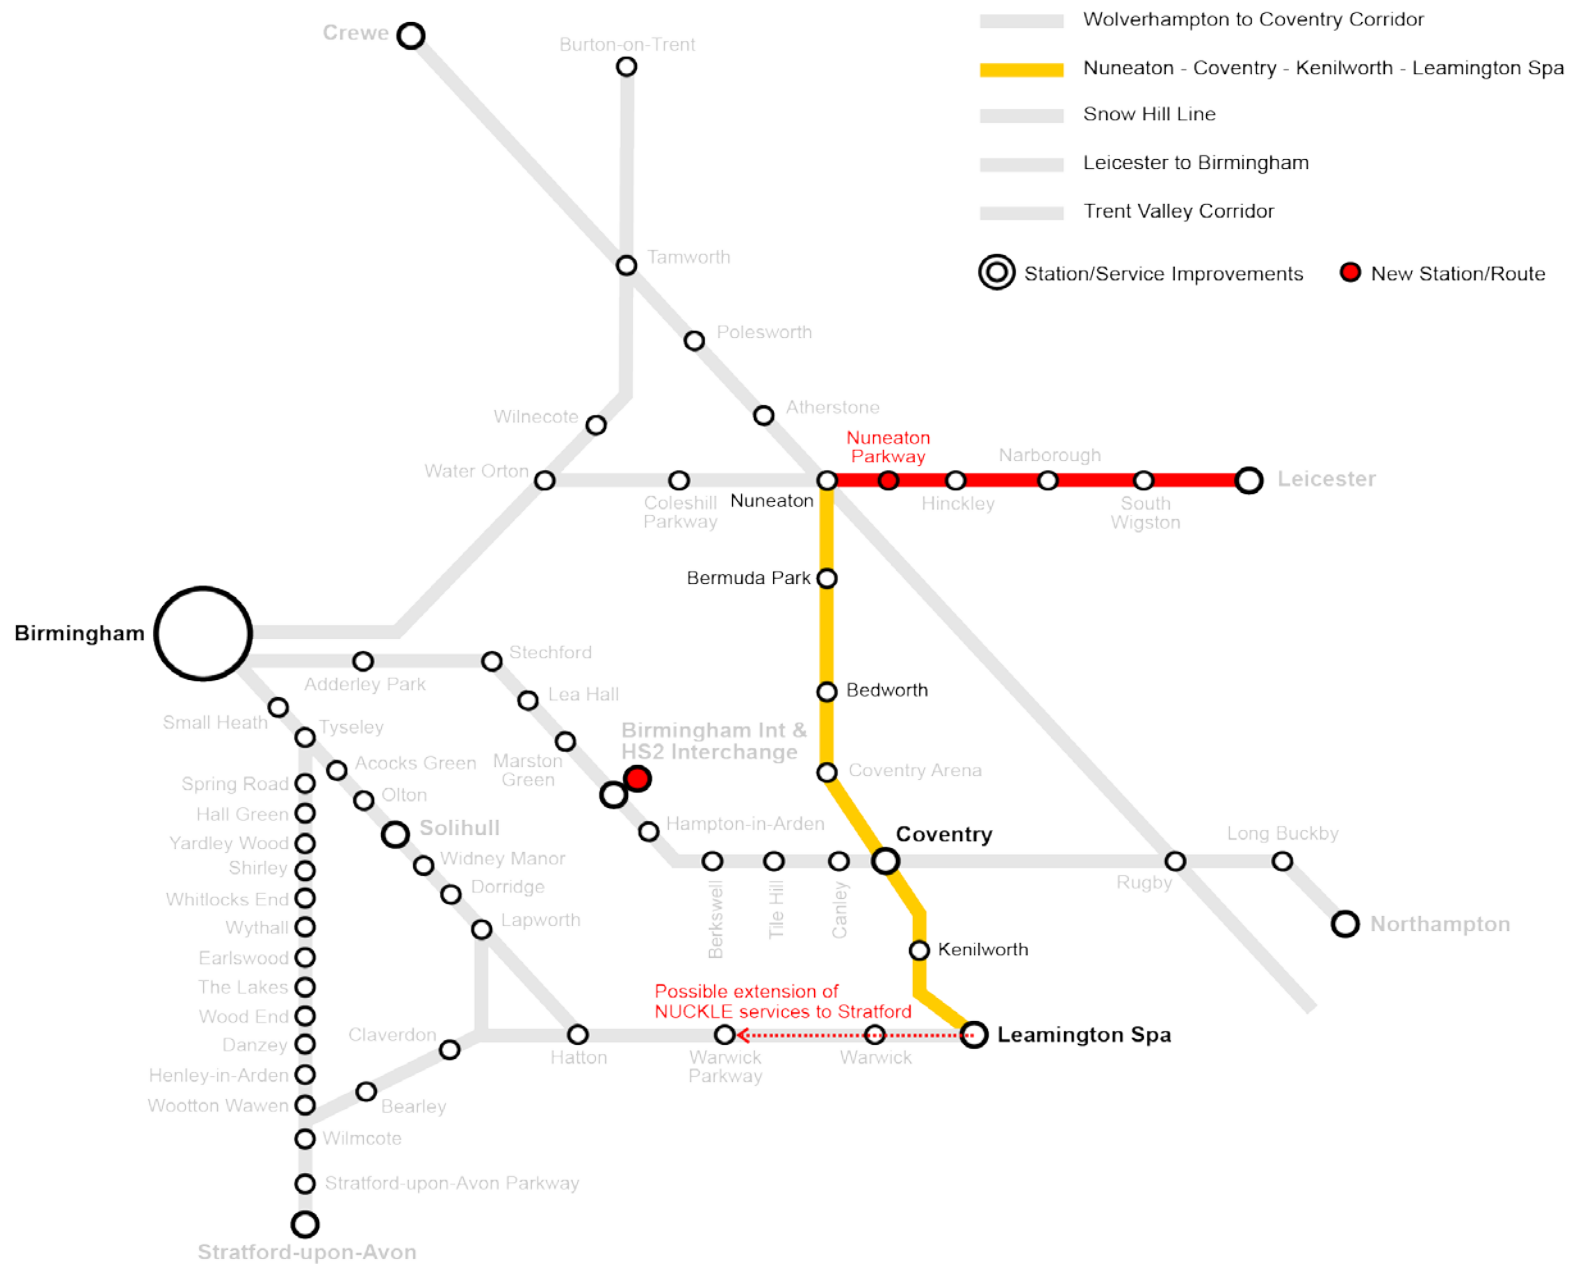 Crewe
Burton-on-Trent
Wolverhampton to Coventry Corridor
Nuneaton - Coventry - Kenilworth - Leamington Spa
Snow Hill Line
Leicester to Birmingham
Trent Valley Corridor
Station/Service Improvements
New Station/Route
Tamworth
Polesworth
Atherstone
Wilnecote
Water Orton
Coleshill
Parkway
Nuneaton
Nuneaton
Parkway
Hinckley
Narborough
South
Wigston
Leicester
Bermuda Park
Bedworth
Coventry Arena
Birmingham
Adderley Park
Stechford
Lea Hall
Marston
Green
Birmingham Int &
HS2 Interchange
Hampton-in-Arden
Berkswell
Tile Hill
Canley
Coventry
Rugby
Long Buckby
Northampton
Small Heath
Tyseley
Acocks Green
Olton
Solihull
Widney Manor
Dorridge
Lapworth
Spring Road
Hall Green
Yardley Wood
Shirley
Whitlocks End
Wythall
Earlswood
The Lakes
Wood End
Danzey
Henley-in-Arden
Wootton Wawen
Wilmcote
Stratford-upon-Avon Parkway
Stratford-upon-Avon
Claverdon
Bearley
Hatton
Warwick
Parkway
Warwick
Possible extension of
NUCKLE services to Stratford
Kenilworth
Leamington Spa